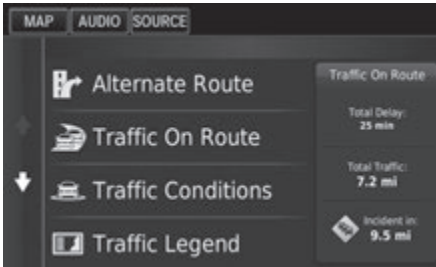 MAP AUDIO SOURCE
Alternate Route
Traffic On Route
Traffic Conditions
Traffic Legend
Traffic On Route
Total Delay:
25 min
Total Traffic:
7.2 mi
Incident in:
9.5 mi